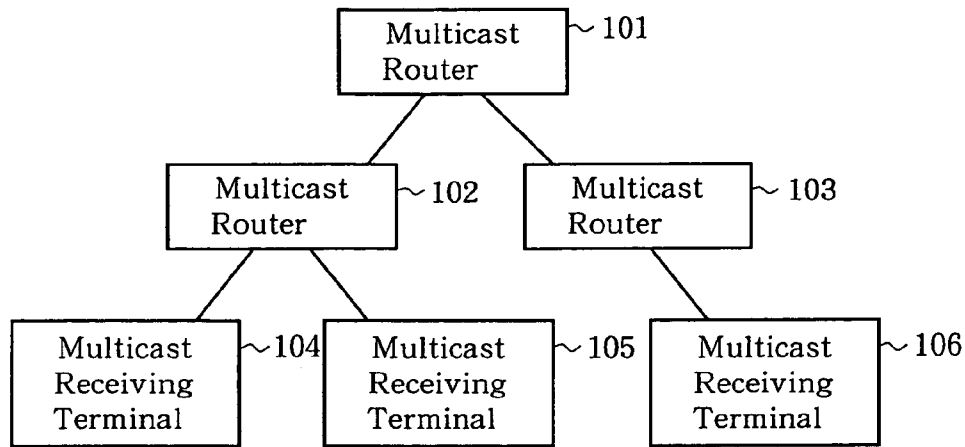 Multicast
Router
101
Multicast
Router
102
Multicast
Router
103
Multicast
Receiving
Terminal
104
Multicast
Receiving
Terminal
105
Multicast
Receiving
Terminal
106